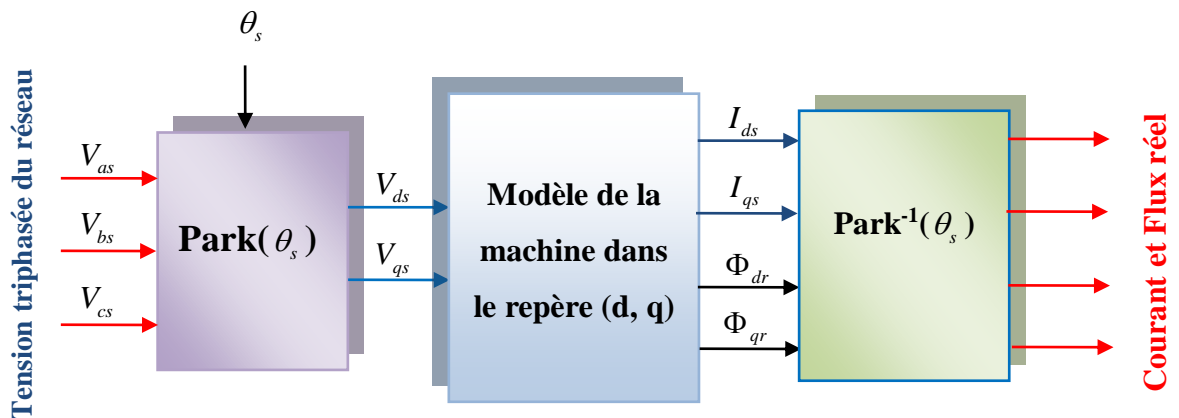 Tension triphasée du réseau
θs
Vas
Vbs
Vcs
Park(θs)
Vds
Vqs
Modèle de la
machine dans
le repère (d, q)
Ids
Iqs
Φdr
Φqr
Park⁻¹(θs)
Courant et Flux réel